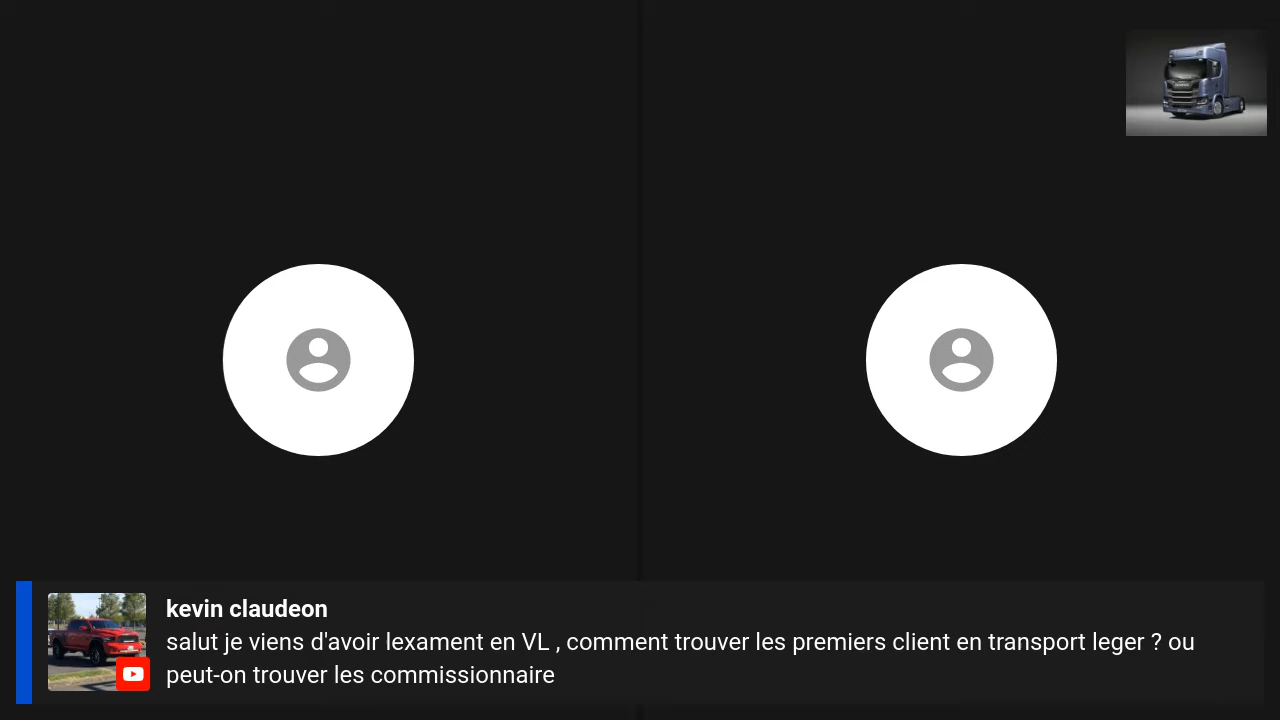 kevin claudeon
salut je viens d'avoir lexament en VL , comment trouver les premiers client en transport leger ? ou
peut-on trouver les commissionnaire